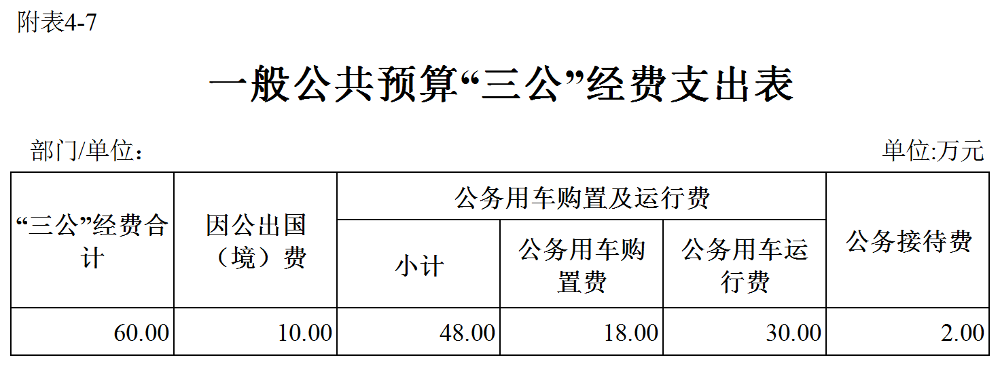 附表4-7
一般公共预算“三公”经费支出表
部门/单位：
单位:万元
“三公”经费合
计
因公出国
（境）费
公务用车购置及运行费
小计
公务用车购
置费
公务用车运
行费
公务接待费
60.00 10.00 48.00 18.00 30.00 2.00